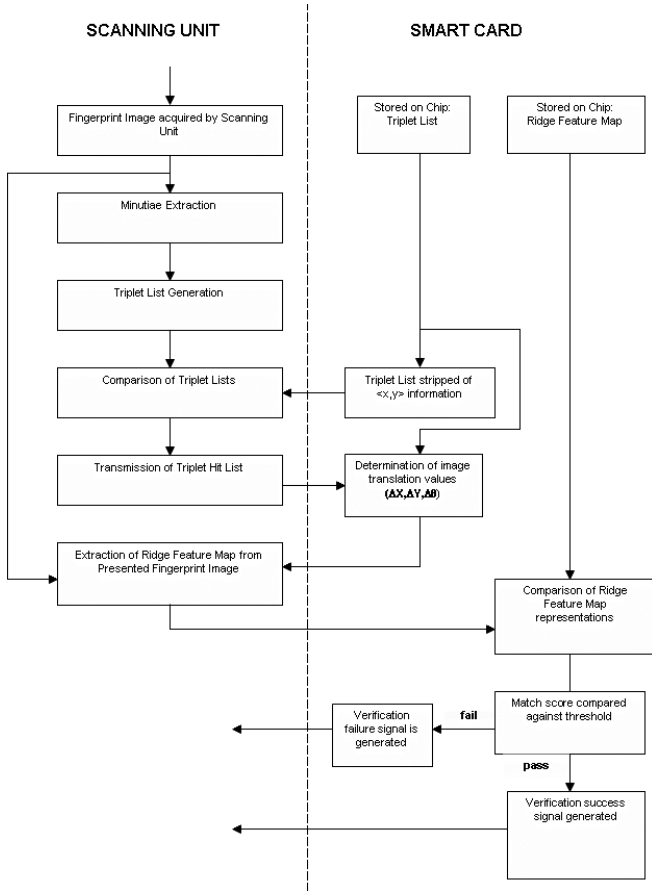 SCANNING UNIT
SMART CARD
Fingerprint Image acquired by Scanning
Unit
Stored on Chip:
Triplet List
Stored on Chip:
Ridge Feature Map
Minutiae Extraction
Triplet List Generation
Comparison of Triplet Lists
Triplet List stripped of
<x,y> information
Transmission of Triplet Hit List
Determination of image
translation values
(ΔX,ΔY,Δθ)
Extraction of Ridge Feature Map from
Presented Fingerprint Image
Comparison of Ridge
Feature Map
representations
Verification
failure signal is
generated
fail
Match score compared
against threshold
pass
Verification success
signal generated